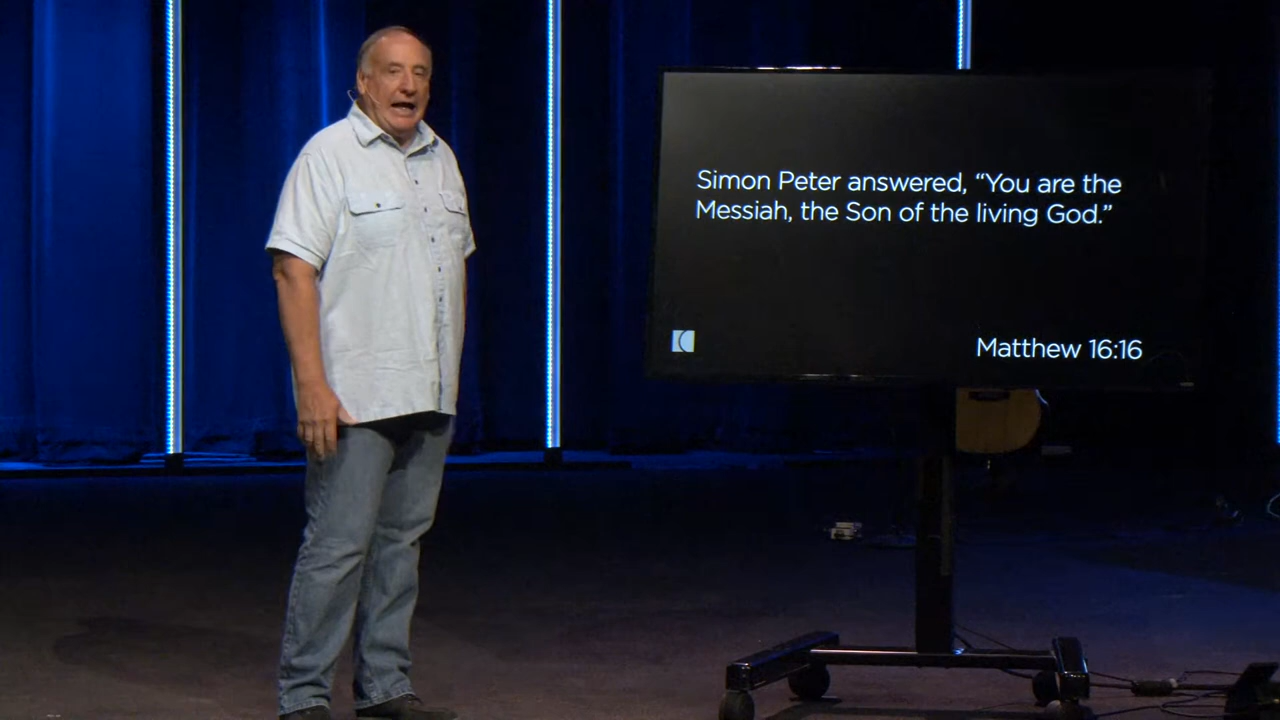 Simon Peter answered, “You are the
Messiah, the Son of the living God.”
Matthew 16:16